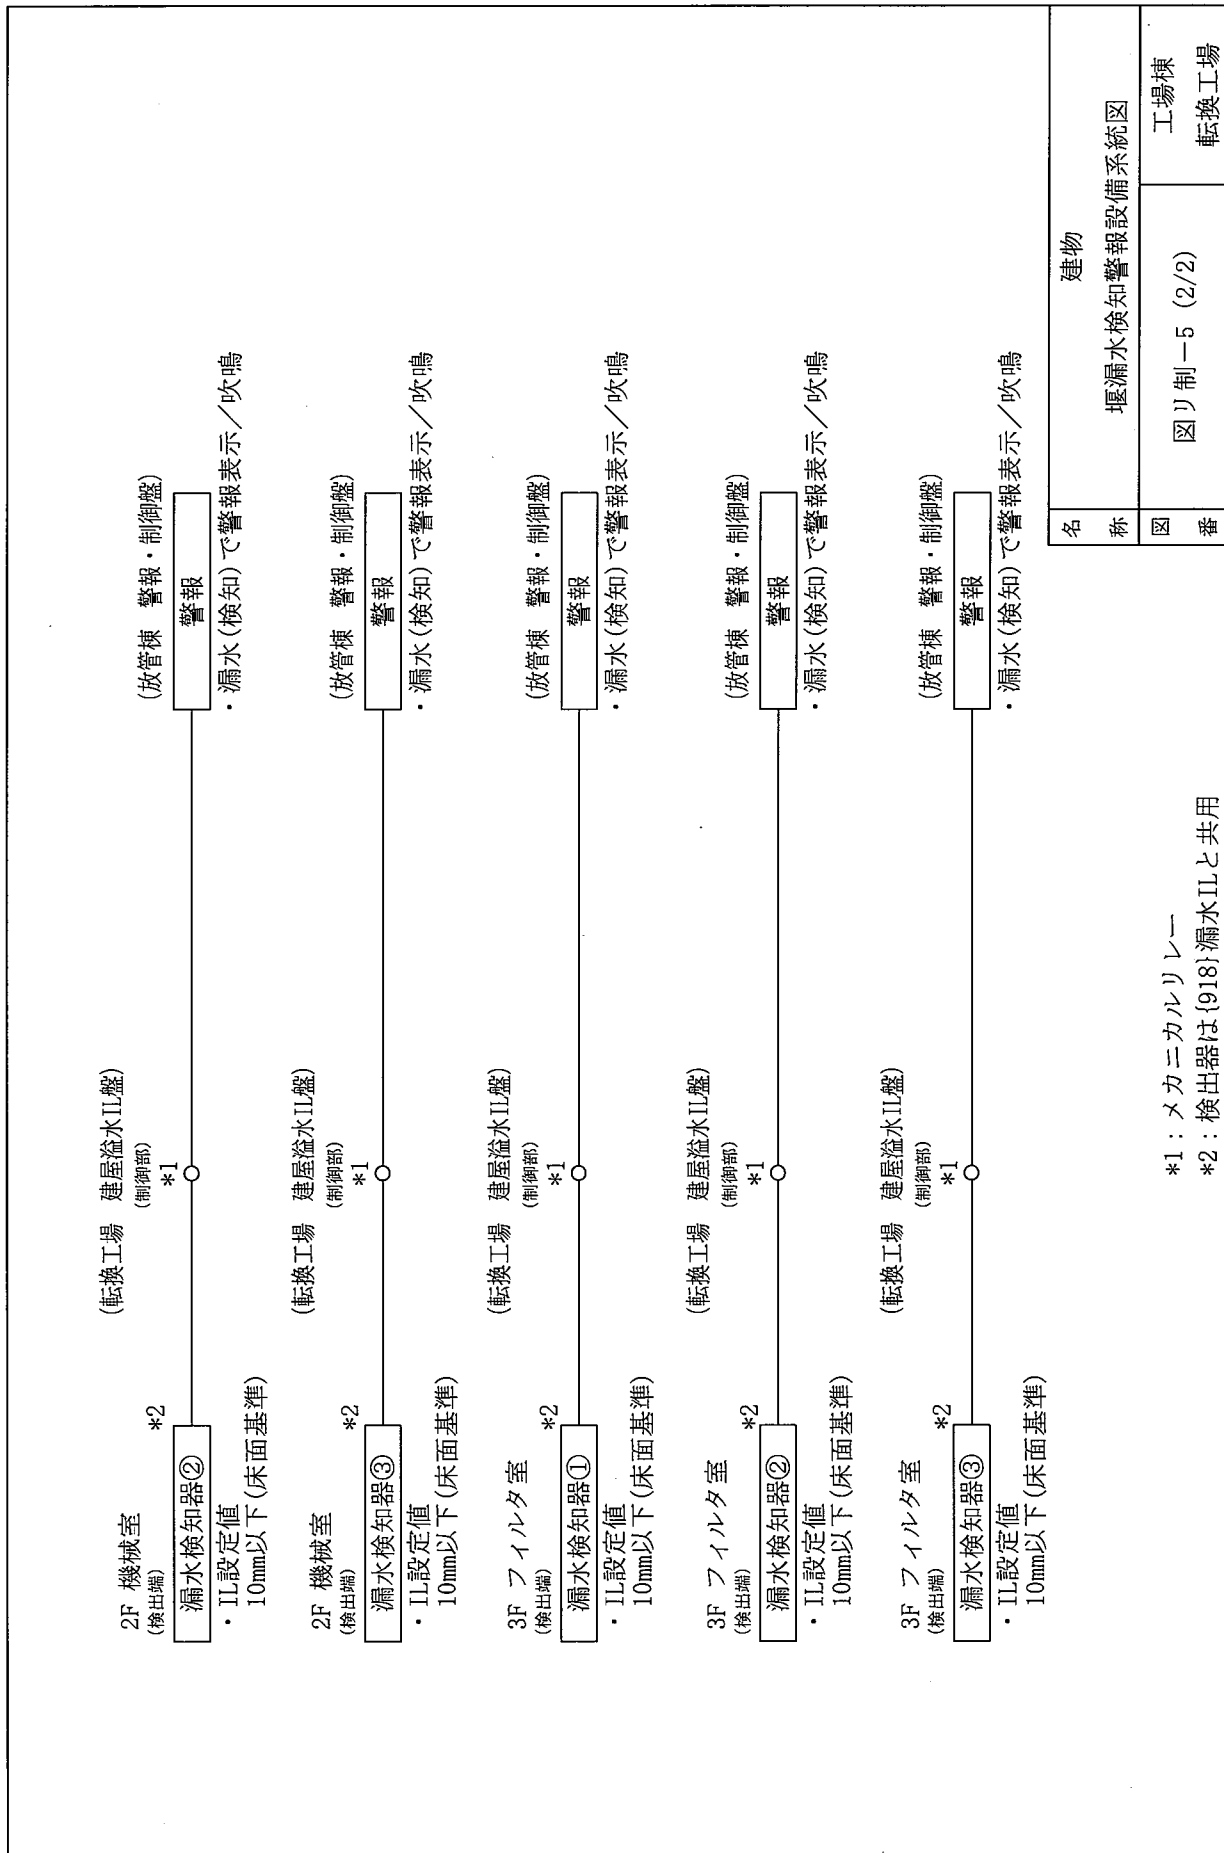 2F 機械室
(検出端)
*2
漏水検知器②
・IL設定値
10mm以下(床面基準)
(転換工場 建屋溢水IL盤)
(制御部)
*1
(放管棟 警報・制御盤)
警報
・漏水(検知)で警報表示／吹鳴
2F 機械室
(検出端)
*2
漏水検知器③
・IL設定値
10mm以下(床面基準)
(転換工場 建屋溢水IL盤)
(制御部)
*1
(放管棟 警報・制御盤)
警報
・漏水(検知)で警報表示／吹鳴
3F フィルタ室
(検出端)
*2
漏水検知器①
・IL設定値
10mm以下(床面基準)
(転換工場 建屋溢水IL盤)
(制御部)
*1
(放管棟 警報・制御盤)
警報
・漏水(検知)で警報表示／吹鳴
3F フィルタ室
(検出端)
*2
漏水検知器②
・IL設定値
10mm以下(床面基準)
(転換工場 建屋溢水IL盤)
(制御部)
*1
(放管棟 警報・制御盤)
警報
・漏水(検知)で警報表示／吹鳴
3F フィルタ室
(検出端)
*2
漏水検知器③
・IL設定値
10mm以下(床面基準)
(転換工場 建屋溢水IL盤)
(制御部)
*1
(放管棟 警報・制御盤)
警報
・漏水(検知)で警報表示／吹鳴
*1：メカニカルリレー
*2：検出器は{918}漏水ILと共用
名称
建物
堰漏水検知警報設備系統図
図番
図リ制－5 (2/2)
工場棟
転換工場